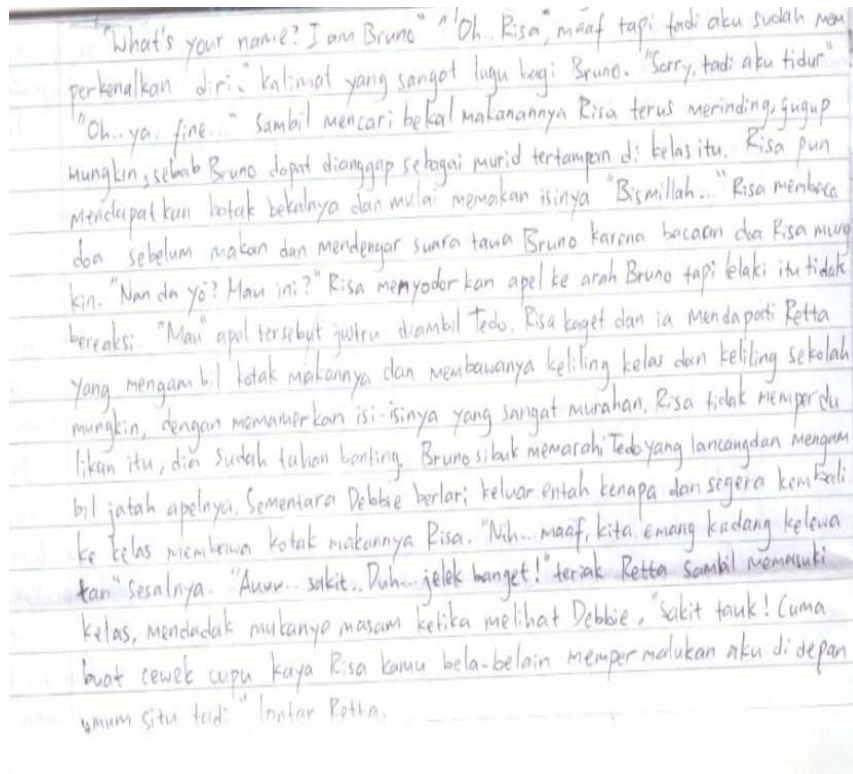 "What's your name? I am Bruno" "Oh.. Risa", maaf tapi tadi aku sudah mem
perkenalkan diri." kalimat yang sangat lugu bagi Bruno. "Sorry, tadi aku tidur"
"Oh.. ya. fine..." Sambil mencari bekal makanannya Risa terus merinding, gugup
mungkin, sebab Bruno dapat dianggap sebagai murid tertampan di kelas itu. Risa pun
mendapatkan kotak bekalnya dan mulai memakan isinya "Bismillah..." Risa membaca
doa sebelum makan dan mendengar suara tawa Bruno karena bacaan doa Risa mung
kin. "Nan da yo? Mau ini?" Risa menyodorkan apel ke arah Bruno tapi lelaki itu tidak
bereaksi. "Mau" apel tersebut justru diambil Tedo. Risa kaget dan ia mendapati Retta
yang mengambil kotak makannya dan membawanya keliling kelas dan keliling sekolah
mungkin, dengan memamerkan isi-isinya yang sangat murahan. Risa tidak memperdu
likan itu, dia sudah tahan banting. Bruno sibuk memarahi Tedo yang lancang dan mengam
bil jatah apelnya. Sementara Debbie berlari keluar entah kenapa dan segera kembali
ke kelas membawa kotak makannya Risa. "Nih... maaf, kita emang kadang kelewa
tan" Sesalnya. "Auw.. sakit.. Duh... jelek banget!" teriak Retta sambil memasuki
kelas, mendadak mukanya masam ketika melihat Debbie, "Sakit tauk! Cuma
buat cewek cupu kaya Risa kamu bela-belain mempermalukan aku di depan
umum situ tadi" lontar Retta.